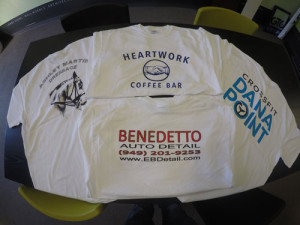 HEARTWORK
COFFEE BAR
CROSSFIT
DANA
POINT
BENEDETTO
AUTO DETAIL
(949) 201-9253
www.EBDetail.com